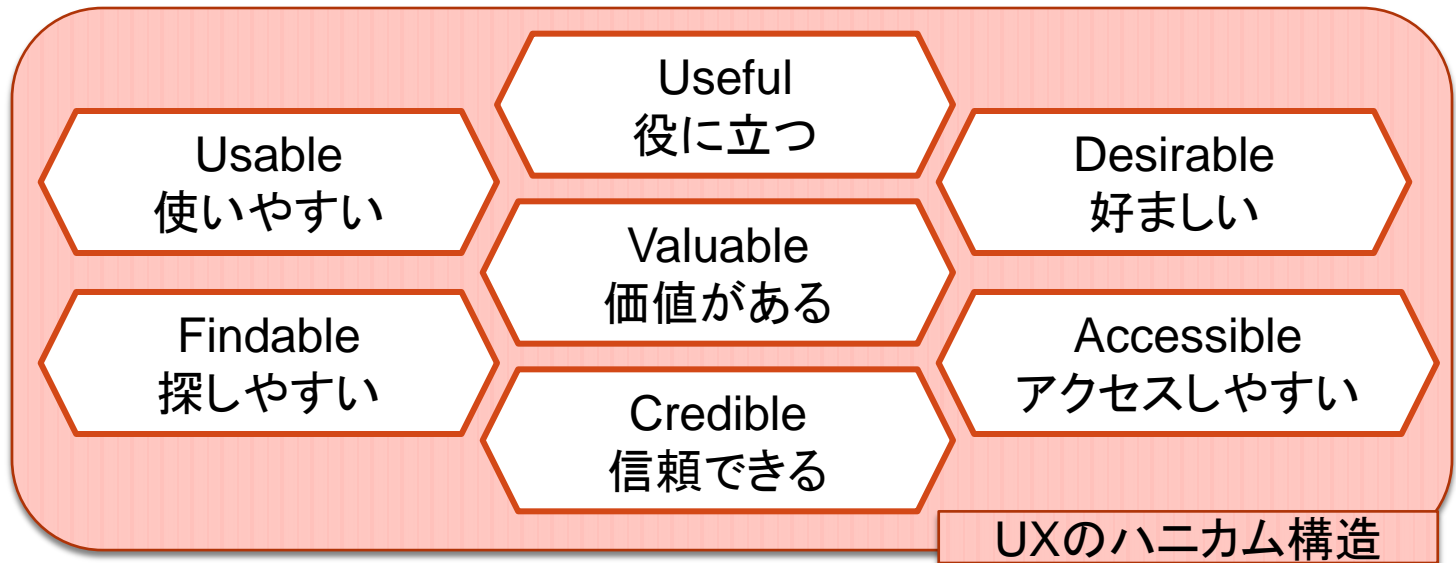 Useful
役に立つ
Usable
使いやすい
Desirable
好ましい
Valuable
価値がある
Findable
探しやすい
Accessible
アクセスしやすい
Credible
信頼できる
UXのハニカム構造